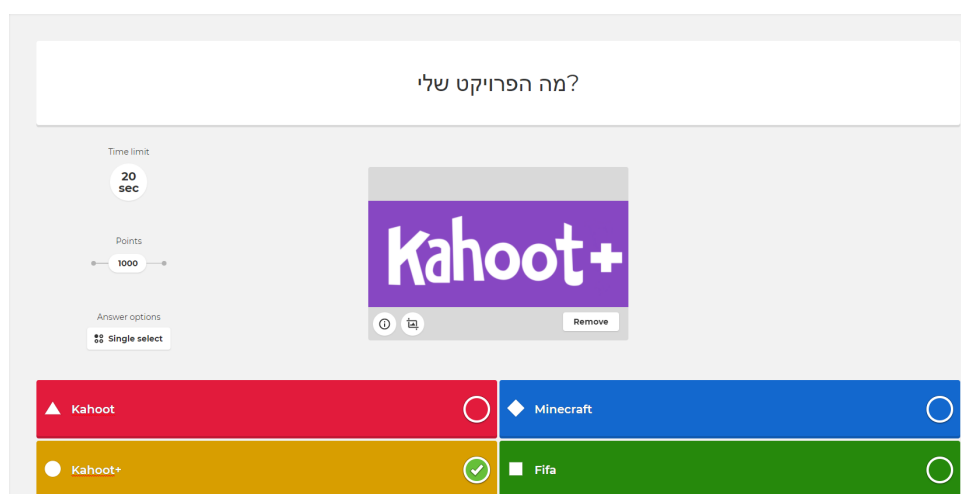 מה הפרויקט שלי?
Time limit
20
sec
Points
1000
Answer options
Single select
Kahoot+
Remove
Kahoot
Minecraft
Kahoot+
Fifa